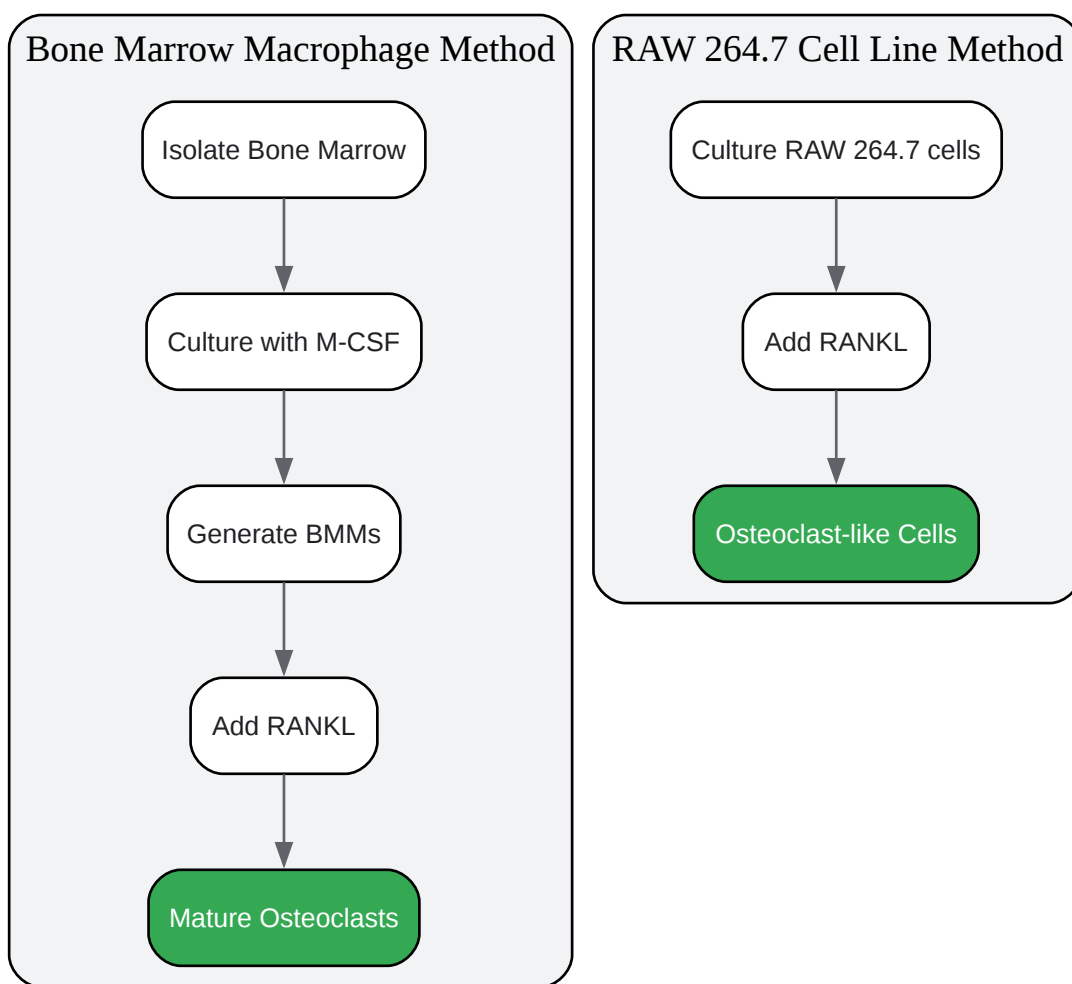 Bone Marrow Macrophage Method
Isolate Bone Marrow
Culture with M-CSF
Generate BMMs
Add RANKL
Mature Osteoclasts
RAW 264.7 Cell Line Method
Culture RAW 264.7 cells
Add RANKL
Osteoclast-like Cells